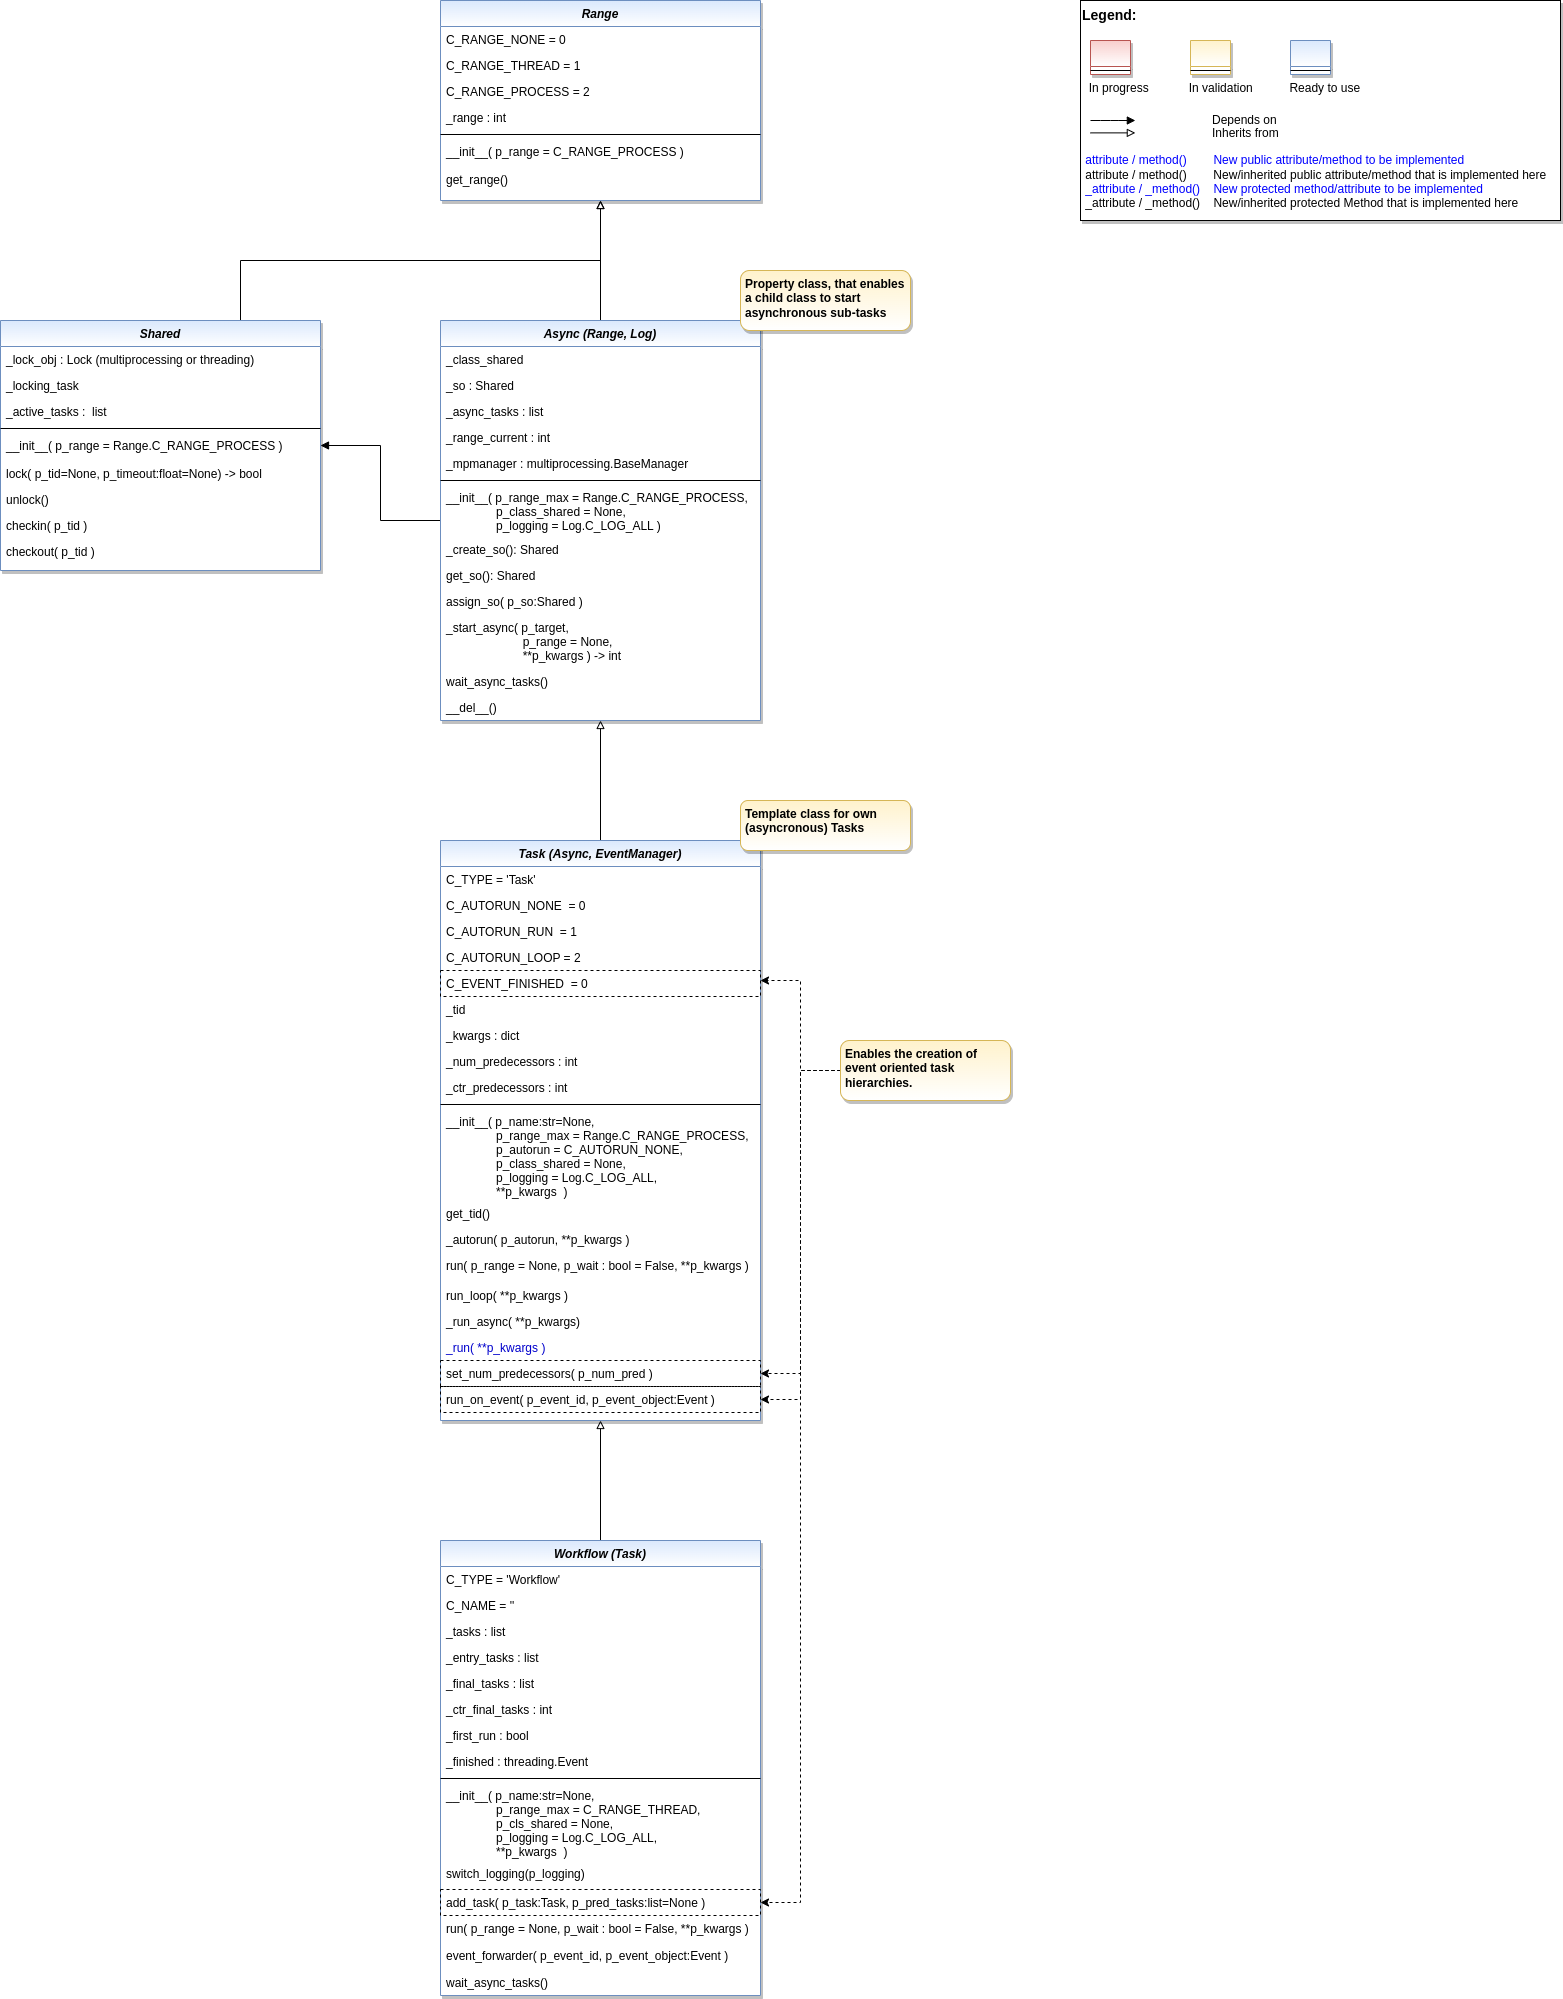 Range
C_RANGE_NONE = 0
C_RANGE_THREAD = 1
C_RANGE_PROCESS = 2
_range : int
__init__( p_range = C_RANGE_PROCESS )
get_range()
Legend:
In progress
In validation
Ready to use
Depends on
Inherits from
attribute / method() New public attribute/method to be implemented
attribute / method() New/inherited public attribute/method that is implemented here
_attribute / _method() New protected method/attribute to be implemented
_attribute / _method() New/inherited protected Method that is implemented here
Shared
_lock_obj : Lock (multiprocessing or threading)
_locking_task
_active_tasks :  list
__init__( p_range = Range.C_RANGE_PROCESS )
lock( p_tid=None, p_timeout:float=None) -> bool
unlock()
checkin( p_tid )
checkout( p_tid )
Property class, that enables
a child class to start
asynchronous sub-tasks
Async (Range, Log)
_class_shared
_so : Shared
_async_tasks : list
_range_current : int
_mpmanager : multiprocessing.BaseManager
__init__( p_range_max = Range.C_RANGE_PROCESS,
p_class_shared = None,
p_logging = Log.C_LOG_ALL )
_create_so(): Shared
get_so(): Shared
assign_so( p_so:Shared )
_start_async( p_target,
p_range = None,
**p_kwargs ) -> int
wait_async_tasks()
__del__()
Template class for own
(asyncronous) Tasks
Task (Async, EventManager)
C_TYPE = 'Task'
C_AUTORUN_NONE  = 0
C_AUTORUN_RUN  = 1
C_AUTORUN_LOOP = 2
C_EVENT_FINISHED  = 0
_tid
_kwargs : dict
_num_predecessors : int
_ctr_predecessors : int
Enables the creation of
event oriented task
hierarchies.
__init__( p_name:str=None,
p_range_max = Range.C_RANGE_PROCESS,
p_autorun = C_AUTORUN_NONE,
p_class_shared = None,
p_logging = Log.C_LOG_ALL,
**p_kwargs  )
get_tid()
_autorun( p_autorun, **p_kwargs )
run( p_range = None, p_wait : bool = False, **p_kwargs )
run_loop( **p_kwargs )
_run_async( **p_kwargs)
_run( **p_kwargs )
set_num_predecessors( p_num_pred )
run_on_event( p_event_id, p_event_object:Event )
Workflow (Task)
C_TYPE = 'Workflow'
C_NAME = ''
_tasks : list
_entry_tasks : list
_final_tasks : list
_ctr_final_tasks : int
_first_run : bool
_finished : threading.Event
__init__( p_name:str=None,
p_range_max = C_RANGE_THREAD,
p_cls_shared = None,
p_logging = Log.C_LOG_ALL,
**p_kwargs  )
switch_logging(p_logging)
add_task( p_task:Task, p_pred_tasks:list=None )
run( p_range = None, p_wait : bool = False, **p_kwargs )
event_forwarder( p_event_id, p_event_object:Event )
wait_async_tasks()